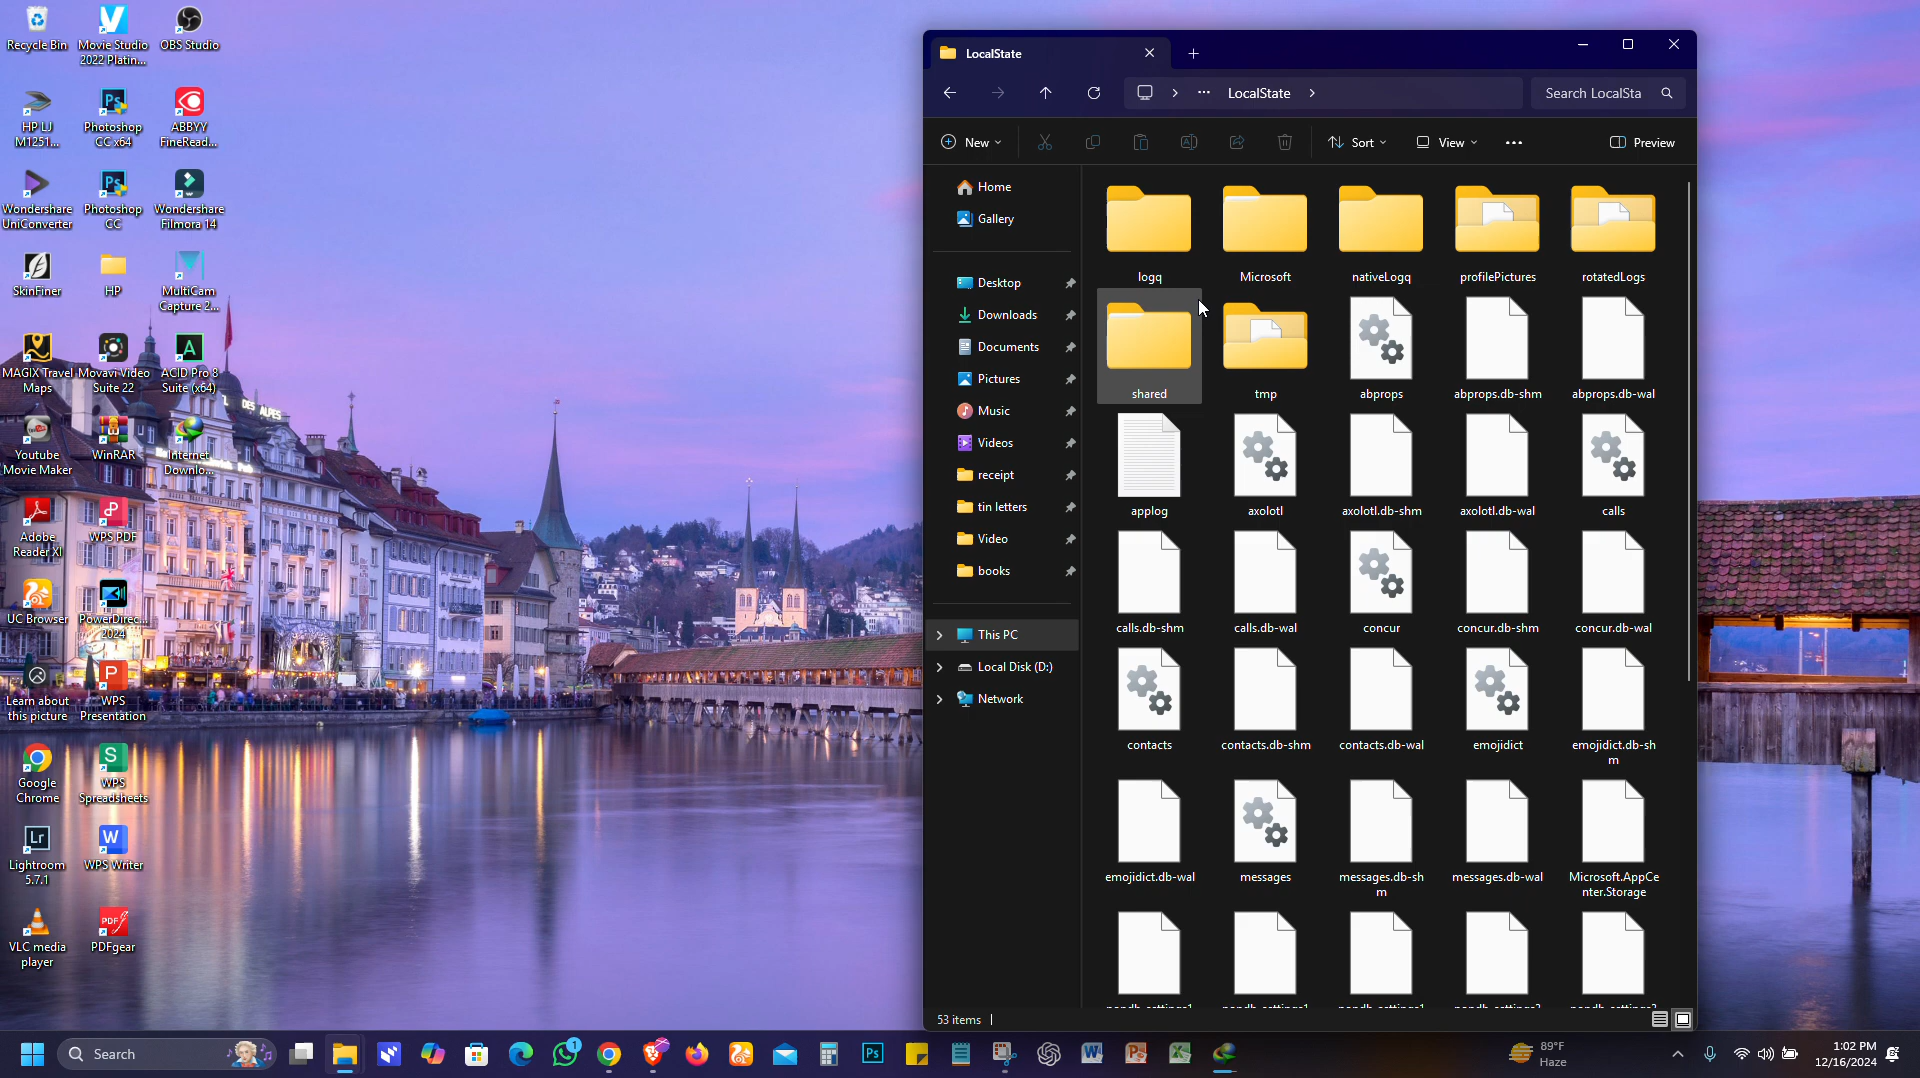 Recycle Bin
Movie Studio
2022 Platin...
OBS Studio
HP LJ
M1251...
Photoshop
CC x64
ABBYY
FineRead...
Wondershare
UniConverter
Photoshop
CC
Wondershare
Filmora 14
SkinFiner
HP
MultiCam
Capture 2...
MAGIX Travel
Maps
Movavi Video
Suite 22
ACID Pro 8
Suite (x64)
DES ALPES
Youtube
Movie Maker
WinRAR
Internet
Downlo...
Adobe
Reader XI
WPS PDF
UC Browser
PowerDirec...
2024
Learn about
this picture
WPS
Presentation
Google
Chrome
WPS
Spreadsheets
Lightroom
5.7.1
WPS Writer
VLC media
player
PDFgear
LocalState
LocalState
Search LocalSta
New
Sort
View
Preview
Home
Gallery
Desktop
Downloads
Documents
Pictures
Music
Videos
receipt
tin letters
Video
books
This PC
Local Disk (D:)
Network
logq
Microsoft
nativeLogq
profilePictures
rotatedLogs
shared
tmp
abprops
abprops.db-shm
abprops.db-wal
applog
axolotl
axolotl.db-shm
axolotl.db-wal
calls
calls.db-shm
calls.db-wal
concur
concur.db-shm
concur.db-wal
contacts
contacts.db-shm
contacts.db-wal
emojidict
emojidict.db-sh
m
emojidict.db-wal
messages
messages.db-sh
m
messages.db-wal
Microsoft.AppCe
nter.Storage
53 items
Search
1
89°F
Haze
1:02 PM
12/16/2024